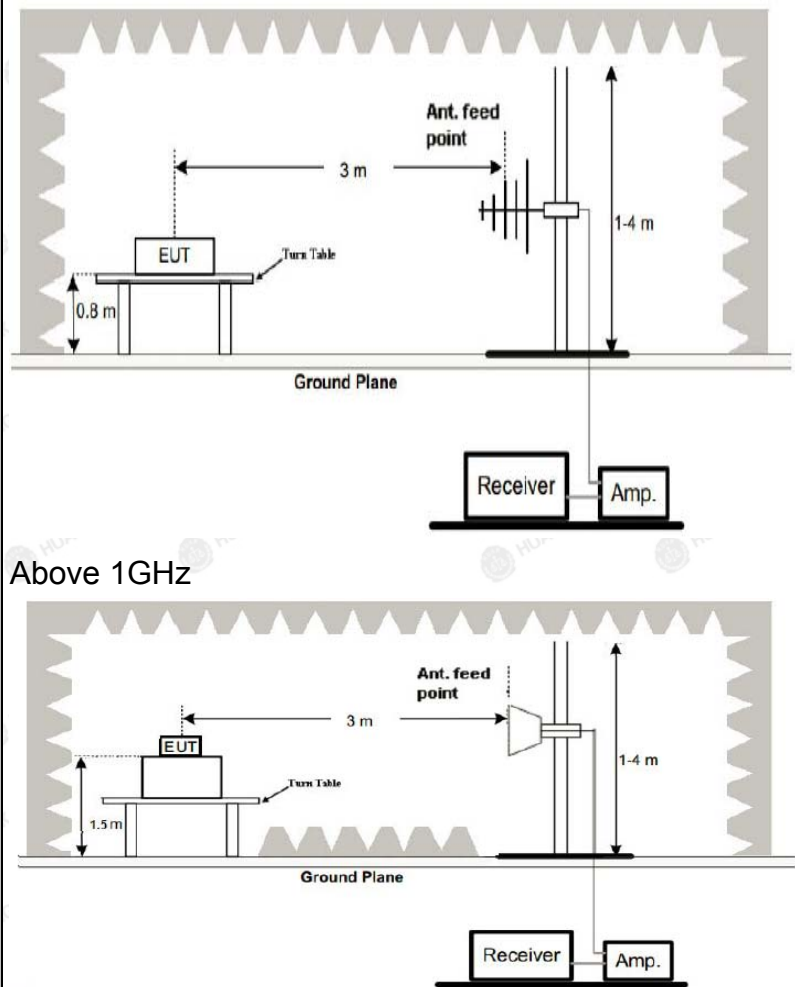 Ant. feed
point
3 m
1-4 m
EUT
Turn Table
0.8 m
Ground Plane
Receiver
Amp.
Above 1GHz
Ant. feed
point
3 m
1-4 m
EUT
Turn Table
1.5 m
Ground Plane
Receiver
Amp.